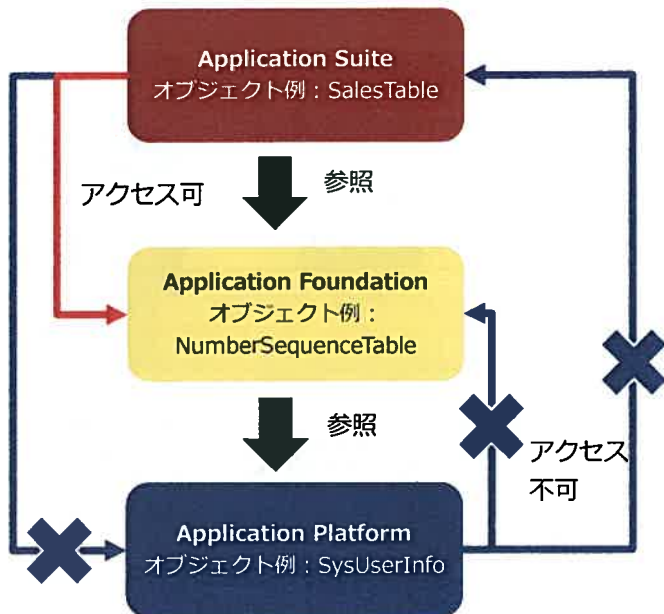 Application Suite
オブジェクト例：SalesTable
参照
アクセス可
Application Foundation
オブジェクト例：
NumberSequenceTable
参照
アクセス
不可
Application Platform
オブジェクト例：SysUserInfo